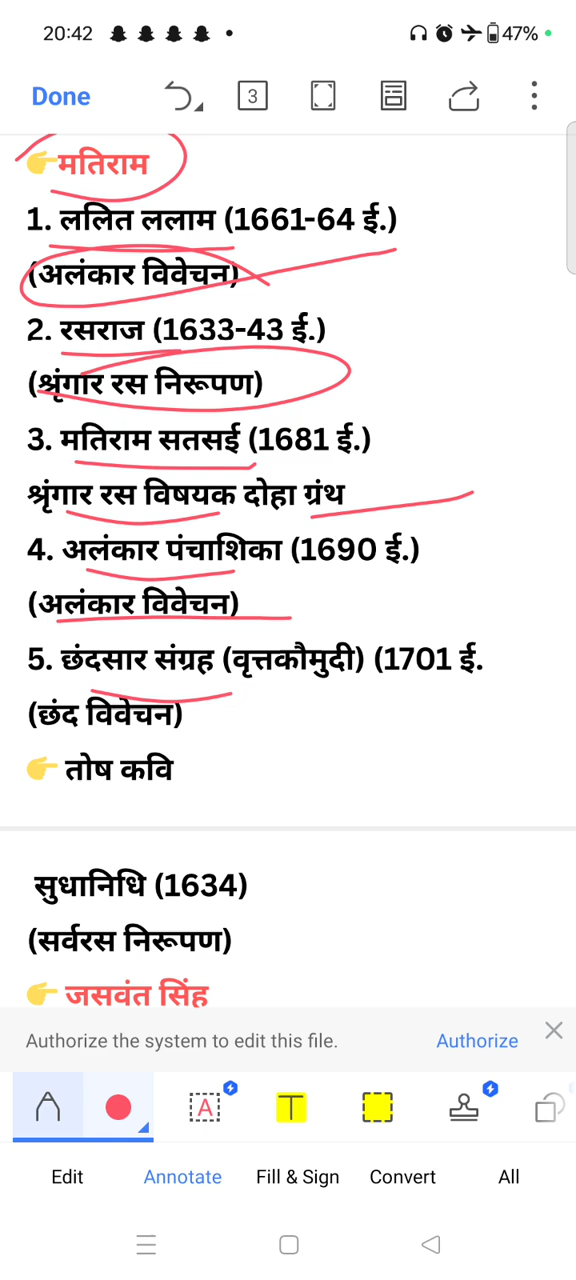 20:42 47%
Done 3
👉मतिराम
1. ललित ललाम (1661-64 ई.)
(अलंकार विवेचन)
2. रसराज (1633-43 ई.)
(श्रृंगार रस निरूपण)
3. मतिराम सतसई (1681 ई.)
श्रृंगार रस विषयक दोहा ग्रंथ
4. अलंकार पंचाशिका (1690 ई.)
(अलंकार विवेचन)
5. छंदसार संग्रह (वृत्तकौमुदी) (1701 ई.
(छंद विवेचन)
👉 तोष कवि
सुधानिधि (1634)
(सर्वरस निरूपण)
👉 जसवंत सिंह
Authorize the system to edit this file. Authorize
A T
Edit Annotate Fill & Sign Convert All